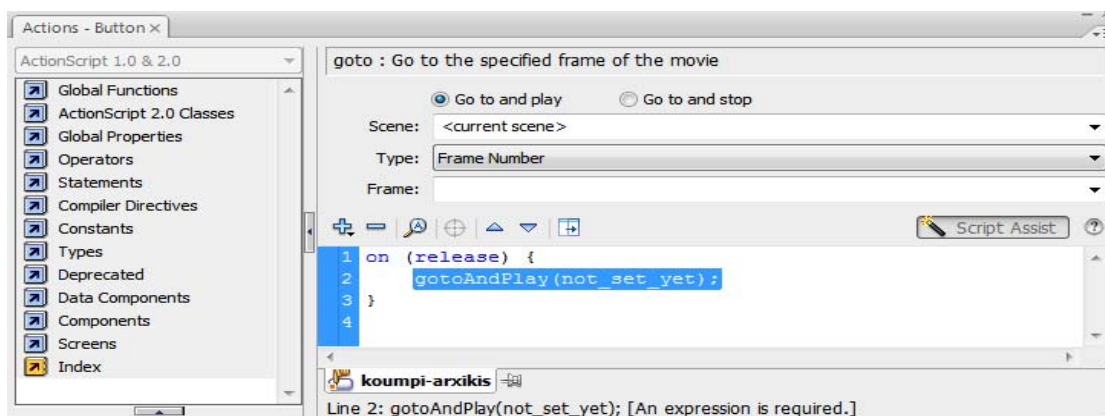 Actions - Button ×
ActionScript 1.0 & 2.0
Global Functions
ActionScript 2.0 Classes
Global Properties
Operators
Statements
Compiler Directives
Constants
Types
Deprecated
Data Components
Components
Screens
Index
goto : Go to the specified frame of the movie
Go to and play Go to and stop
Scene: <current scene>
Type: Frame Number
Frame:
Script Assist
1 on (release) {
2 gotoAndPlay(not_set_yet);
3 }
4
koumpi-arxikis
Line 2: gotoAndPlay(not_set_yet); [An expression is required.]